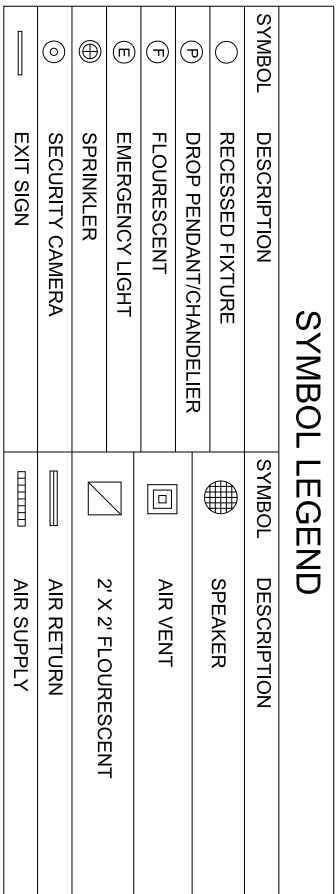 SYMBOL LEGEND
SYMBOL DESCRIPTION
RECESSED FIXTURE
P DROP PENDANT/CHANDELIER
F FLOURESCENT
E EMERGENCY LIGHT
SPRINKLER
SECURITY CAMERA
EXIT SIGN
SYMBOL DESCRIPTION
SPEAKER
AIR VENT
2' X 2' FLOURESCENT
AIR RETURN
AIR SUPPLY